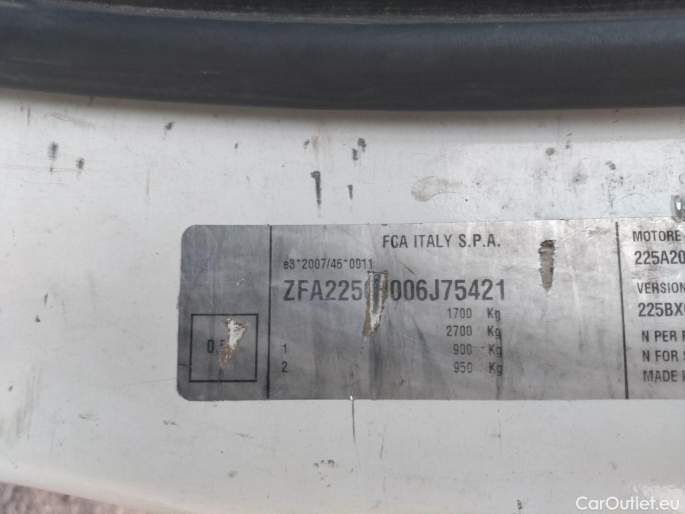 FCA ITALY S.P.A.
e3*2007/46*0011
1700 Kg
2700 Kg
1 900 Kg
2 950 Kg
MOTORE
225A20
VERSION
225BX
N PER
N FOR
MADE
CarOutlet.eu